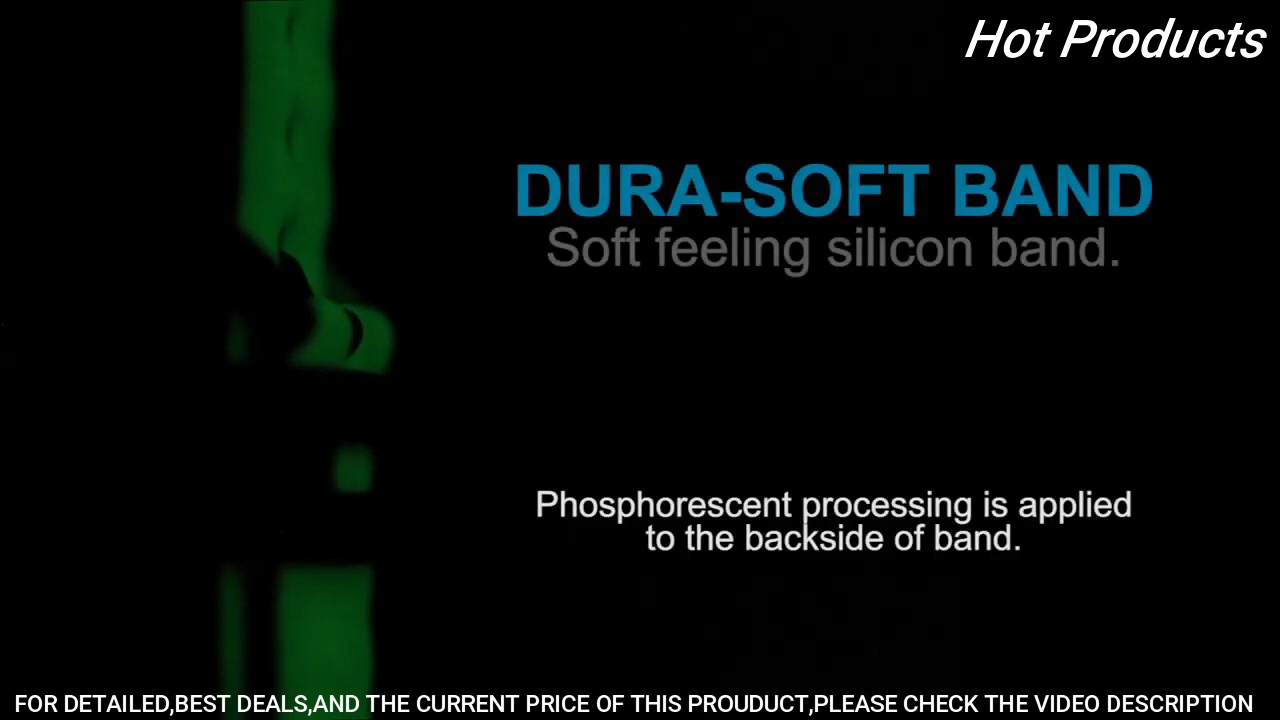 Hot Products
DURA-SOFT BAND
Soft feeling silicon band.
Phosphorescent processing is applied
to the backside of band.
FOR DETAILED,BEST DEALS,AND THE CURRENT PRICE OF THIS PROUDUCT,PLEASE CHECK THE VIDEO DESCRIPTION